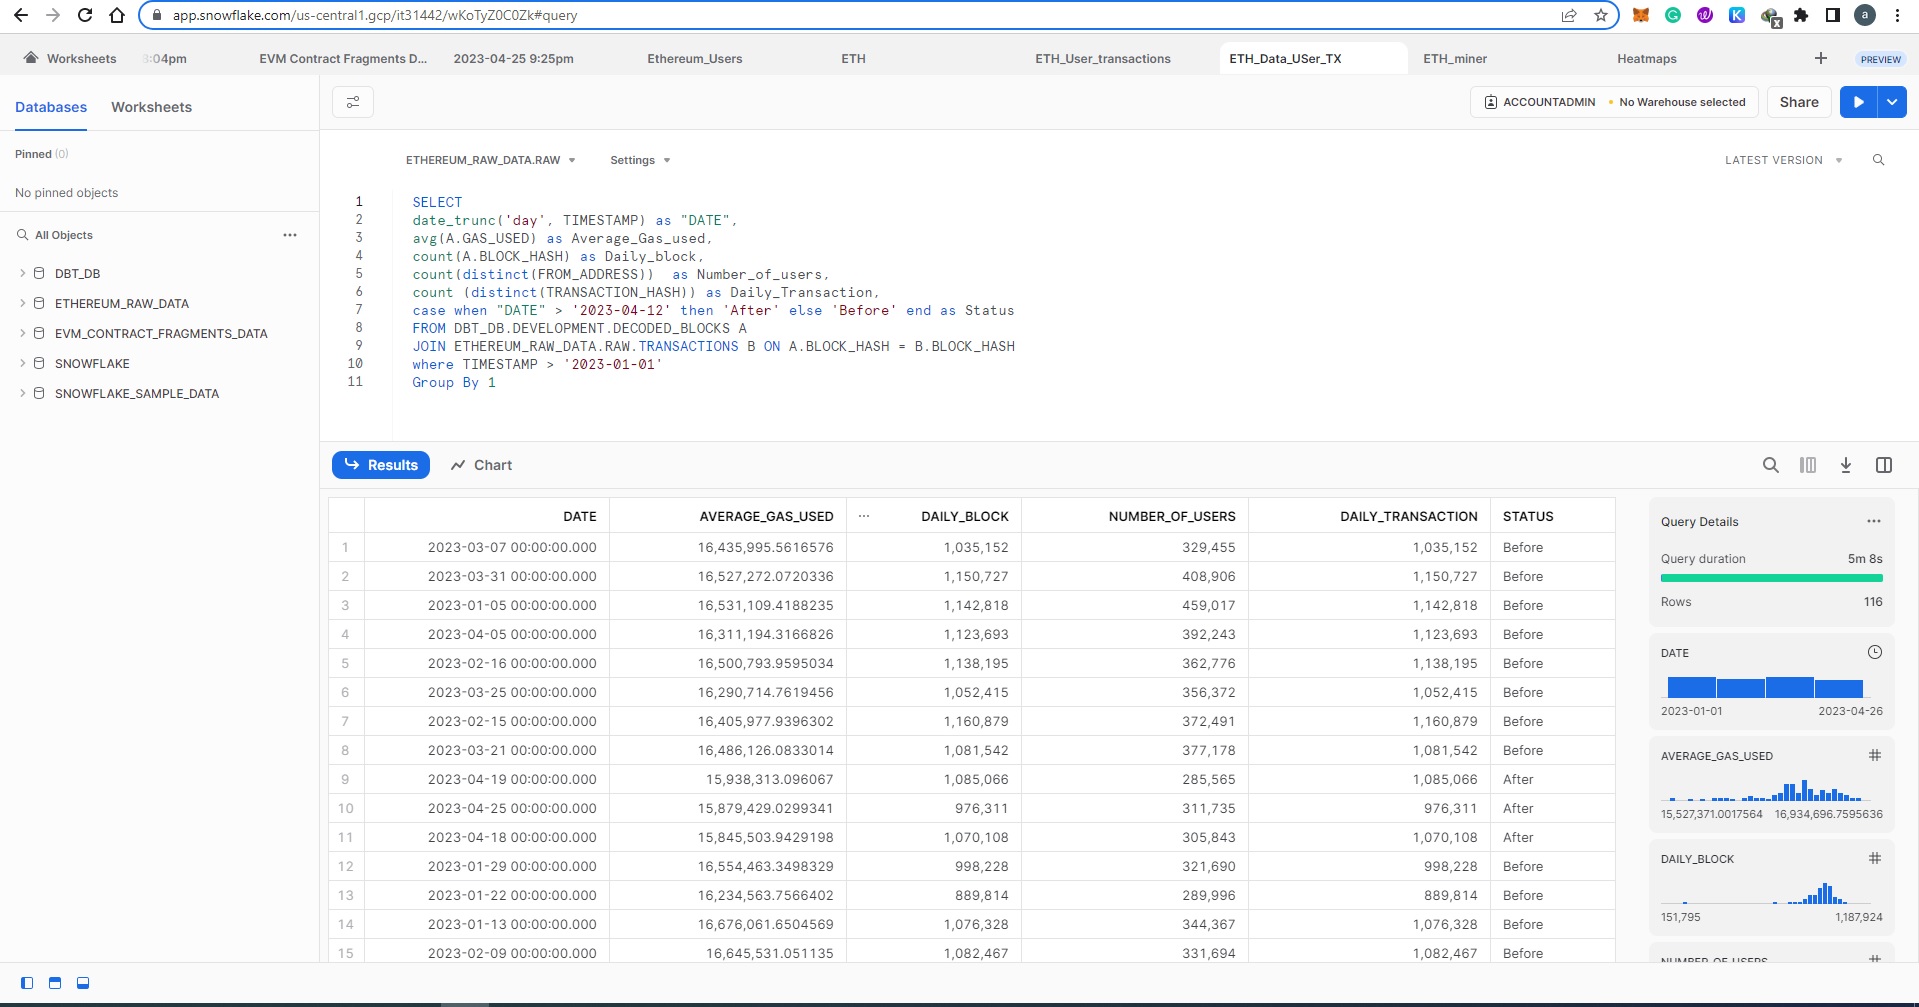 app.snowflake.com/us-central1.gcp/it31442/wKoTyZ0C0Zk#query
a
Worksheets
3:04pm
EVM Contract Fragments D...
2023-04-25 9:25pm
Ethereum_Users
ETH
ETH_User_transactions
ETH_Data_USer_TX
ETH_miner
Heatmaps
PREVIEW
Databases Worksheets
ACCOUNTADMIN • No Warehouse selected
Share
Pinned (0)
No pinned objects
All Objects
DBT_DB
ETHEREUM_RAW_DATA
EVM_CONTRACT_FRAGMENTS_DATA
SNOWFLAKE
SNOWFLAKE_SAMPLE_DATA
ETHEREUM_RAW_DATA.RAW Settings LATEST VERSION
1 SELECT
2 date_trunc('day', TIMESTAMP) as "DATE",
3 avg(A.GAS_USED) as Average_Gas_used,
4 count(A.BLOCK_HASH) as Daily_block,
5 count(distinct(FROM_ADDRESS))  as Number_of_users,
6 count (distinct(TRANSACTION_HASH)) as Daily_Transaction,
7 case when "DATE" > '2023-04-12' then 'After' else 'Before' end as Status
8 FROM DBT_DB.DEVELOPMENT.DECODED_BLOCKS A
9 JOIN ETHEREUM_RAW_DATA.RAW.TRANSACTIONS B ON A.BLOCK_HASH = B.BLOCK_HASH
10 where TIMESTAMP > '2023-01-01'
11 Group By 1
Results Chart
DATE AVERAGE_GAS_USED ... DAILY_BLOCK NUMBER_OF_USERS DAILY_TRANSACTION STATUS
1 2023-03-07 00:00:00.000 16,435,995.5616576 1,035,152 329,455 1,035,152 Before
2 2023-03-31 00:00:00.000 16,527,272.0720336 1,150,727 408,906 1,150,727 Before
3 2023-01-05 00:00:00.000 16,531,109.4188235 1,142,818 459,017 1,142,818 Before
4 2023-04-05 00:00:00.000 16,311,194.3166826 1,123,693 392,243 1,123,693 Before
5 2023-02-16 00:00:00.000 16,500,793.9595034 1,138,195 362,776 1,138,195 Before
6 2023-03-25 00:00:00.000 16,290,714.7619456 1,052,415 356,372 1,052,415 Before
7 2023-02-15 00:00:00.000 16,405,977.9396302 1,160,879 372,491 1,160,879 Before
8 2023-03-21 00:00:00.000 16,486,126.0833014 1,081,542 377,178 1,081,542 Before
9 2023-04-19 00:00:00.000 15,938,313.096067 1,085,066 285,565 1,085,066 After
10 2023-04-25 00:00:00.000 15,879,429.0299341 976,311 311,735 976,311 After
11 2023-04-18 00:00:00.000 15,845,503.9429198 1,070,108 305,843 1,070,108 After
12 2023-01-29 00:00:00.000 16,554,463.3498329 998,228 321,690 998,228 Before
13 2023-01-22 00:00:00.000 16,234,563.7566402 889,814 289,996 889,814 Before
14 2023-01-13 00:00:00.000 16,676,061.6504569 1,076,328 344,367 1,076,328 Before
15 2023-02-09 00:00:00.000 16,645,531.051135 1,082,467 331,694 1,082,467 Before
Query Details
Query duration 5m 8s
Rows 116
DATE
2023-01-01 2023-04-26
AVERAGE_GAS_USED
15,527,371.0017564 16,934,696.7595636
DAILY_BLOCK
151,795 1,187,924
NUMBER_OF_USERS